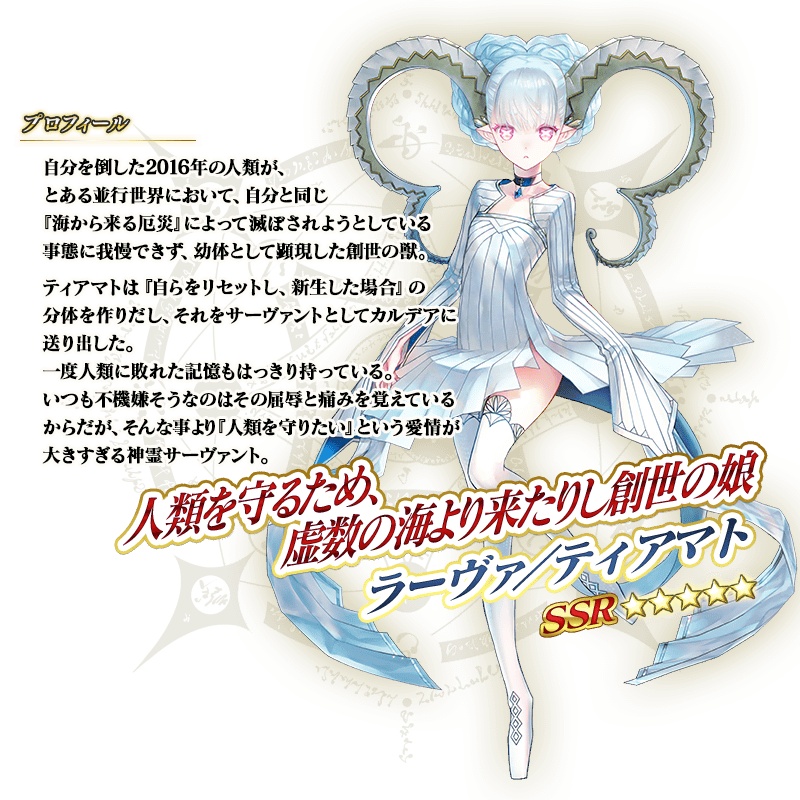 プロフィール
自分を倒した2016年の人類が、
とある並行世界において、自分と同じ
『海から来る厄災』によって滅ぼされようとしている
事態に我慢できず、幼体として顕現した創世の獣。
ティアマトは『自らをリセットし、新生した場合』の
分体を作りだし、それをサーヴァントとしてカルデアに
送り出した。
一度人類に敗れた記憶もはっきり持っている。
いつも不機嫌そうなのはその屈辱と痛みを覚えている
からだが、そんな事より『人類を守りたい』という愛情が
大きすぎる神霊サーヴァント。
人類を守るため、
虚数の海より来たりし創世の娘
ラーヴァ/ティアマト
SSR ★★★★★